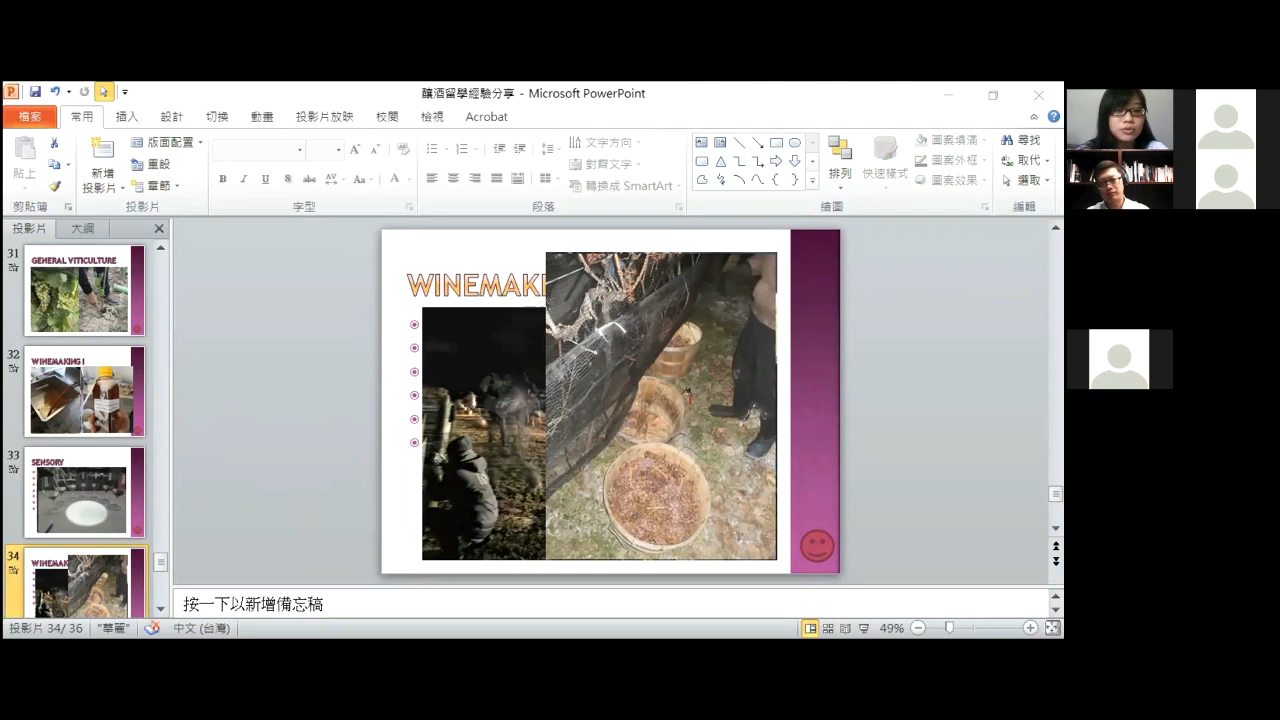 釀酒留學經驗分享 - Microsoft PowerPoint
檔案 常用 插入 設計 切換 動畫 投影片放映 校閱 檢視 Acrobat
貼上
剪貼簿
新增
投影片
版面配置
重設
章節
投影片
B I U S abc AV Aa A
字型
文字方向
對齊文字
轉換成 SmartArt
段落
排列
快速樣式
圖案填滿
圖案外框
圖案效果
繪圖
尋找
取代
選取
編輯
投影片 大綱
31
GENERAL VITICULTURE
32
WINEMAKING I
33
SENSORY
34
WINEMAK
WINEMAKI
按一下以新增備忘稿
投影片 34/ 36 "華麗" 中文 (台灣) 49%